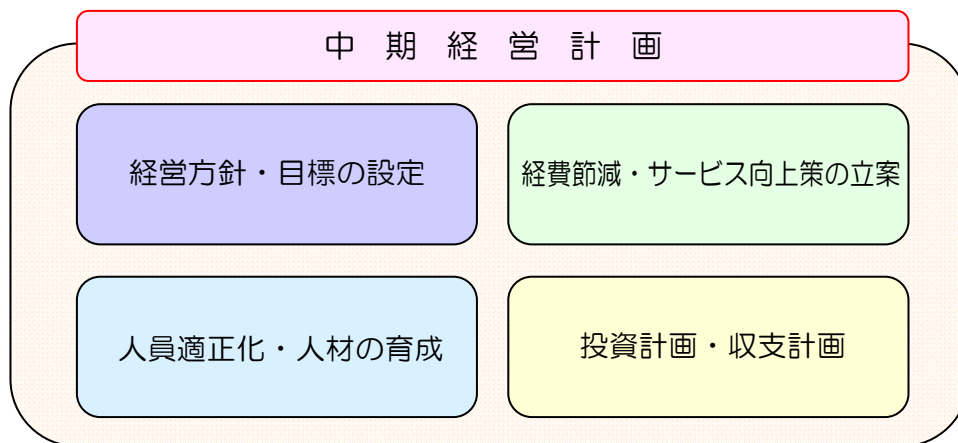 中期経営計画
経営方針・目標の設定
経費節減・サービス向上策の立案
人員適正化・人材の育成
投資計画・収支計画